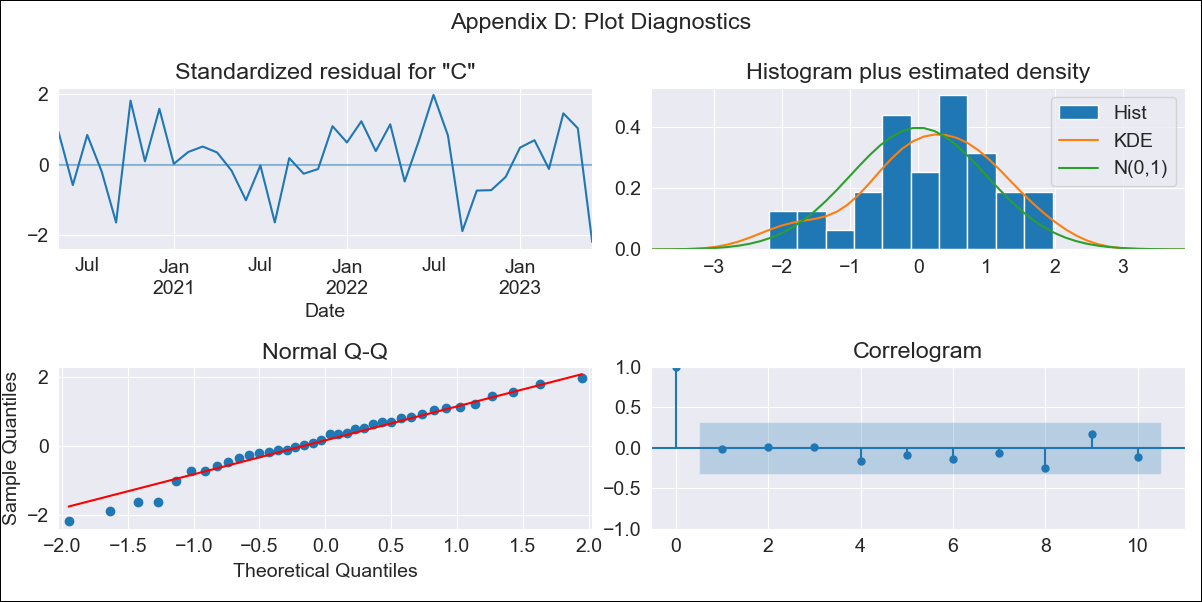 Appendix D: Plot Diagnostics
Standardized residual for "C"
2
0
−2
Jul
Jan
2021
Jul
Jan
2022
Jul
Jan
2023
Date
Histogram plus estimated density
0.4
0.2
0.0
−3
−2
−1
0
1
2
3
Hist
KDE
N(0,1)
Normal Q-Q
Sample Quantiles
2
0
−2
−2.0
−1.5
−1.0
−0.5
0.0
0.5
1.0
1.5
2.0
Theoretical Quantiles
Correlogram
1.0
0.5
0.0
−0.5
−1.0
0
2
4
6
8
10